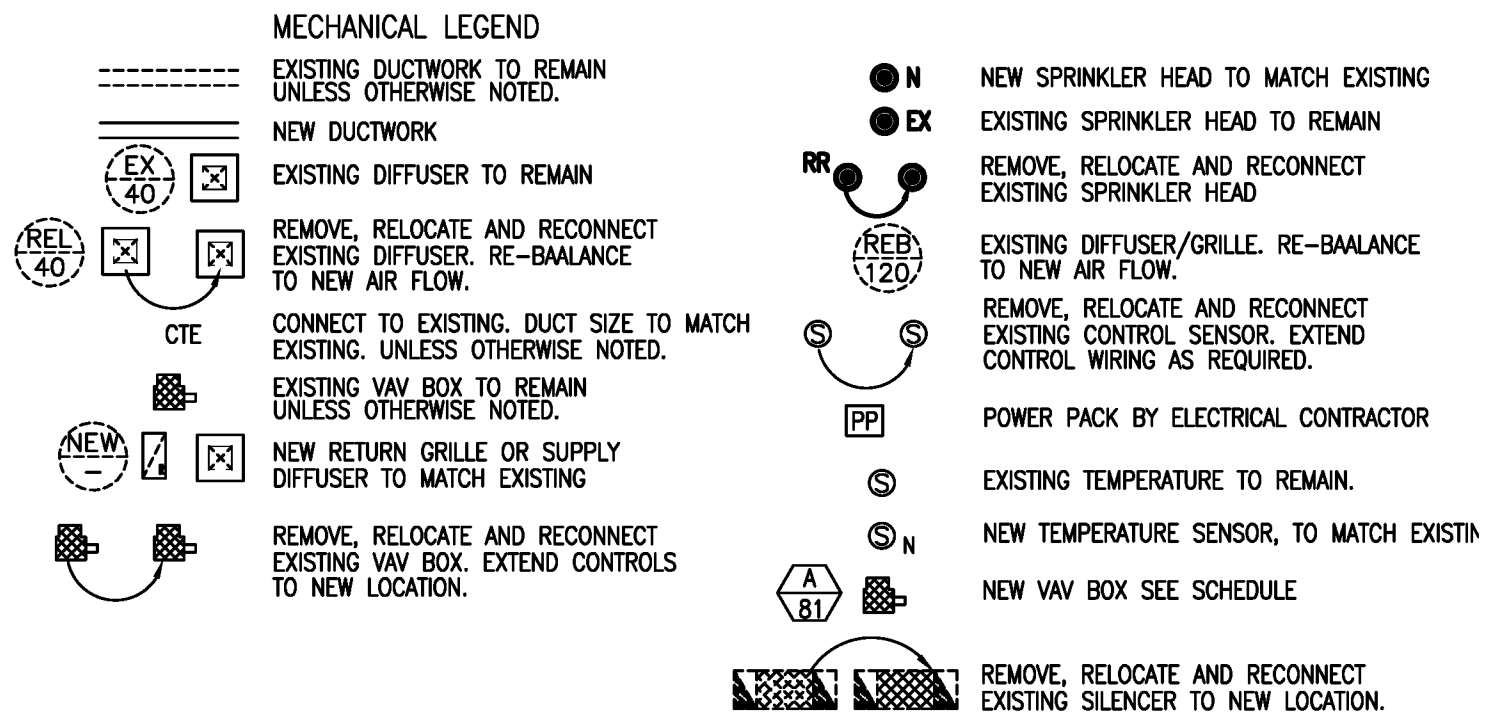 MECHANICAL LEGEND
EXISTING DUCTWORK TO REMAIN
UNLESS OTHERWISE NOTED.
NEW DUCTWORK
EX
40
EXISTING DIFFUSER TO REMAIN
REL
40
REMOVE, RELOCATE AND RECONNECT
EXISTING DIFFUSER. RE-BAALANCE
TO NEW AIR FLOW.
CTE
CONNECT TO EXISTING. DUCT SIZE TO MATCH
EXISTING. UNLESS OTHERWISE NOTED.
EXISTING VAV BOX TO REMAIN
UNLESS OTHERWISE NOTED.
NEW
-
NEW RETURN GRILLE OR SUPPLY
DIFFUSER TO MATCH EXISTING
REMOVE, RELOCATE AND RECONNECT
EXISTING VAV BOX. EXTEND CONTROLS
TO NEW LOCATION.
N
NEW SPRINKLER HEAD TO MATCH EXISTING
EX
EXISTING SPRINKLER HEAD TO REMAIN
RR
REMOVE, RELOCATE AND RECONNECT
EXISTING SPRINKLER HEAD
REB
120
EXISTING DIFFUSER/GRILLE. RE-BAALANCE
TO NEW AIR FLOW.
S S
REMOVE, RELOCATE AND RECONNECT
EXISTING CONTROL SENSOR. EXTEND
CONTROL WIRING AS REQUIRED.
PP
POWER PACK BY ELECTRICAL CONTRACTOR
S
EXISTING TEMPERATURE TO REMAIN.
S N
NEW TEMPERATURE SENSOR, TO MATCH EXISTIN
A
81
NEW VAV BOX SEE SCHEDULE
REMOVE, RELOCATE AND RECONNECT
EXISTING SILENCER TO NEW LOCATION.